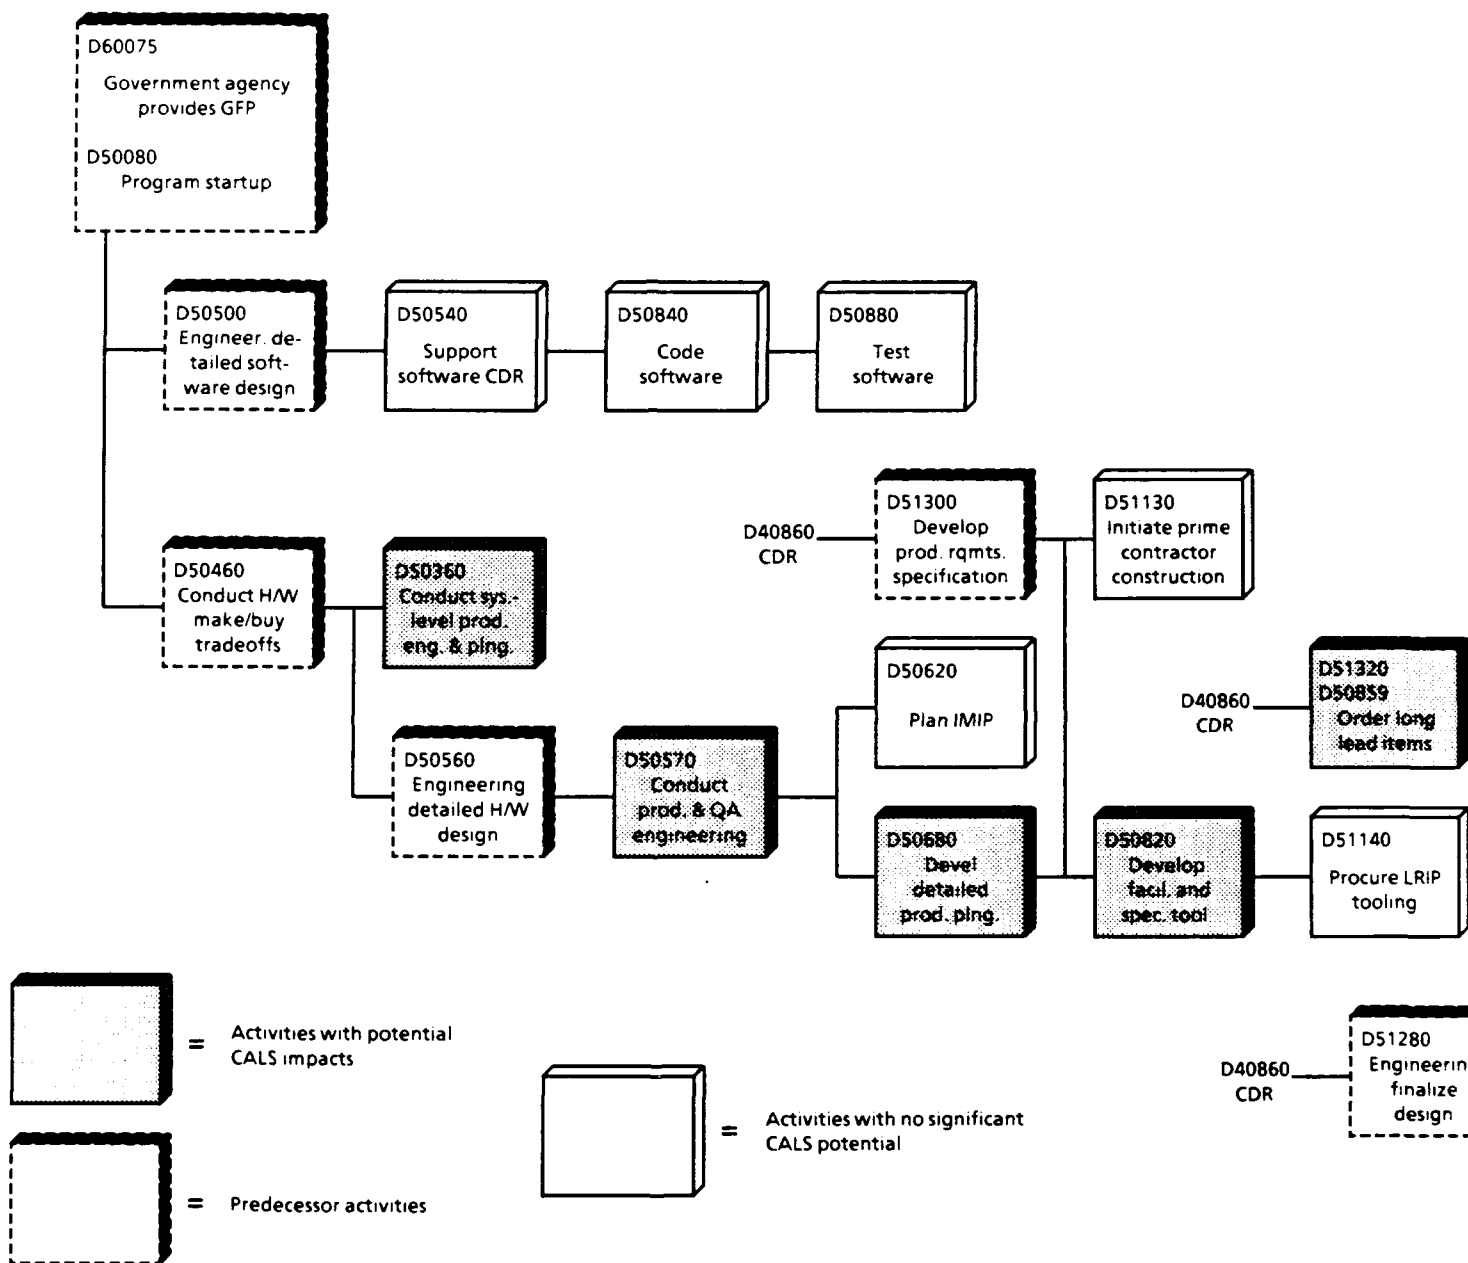 D60075
Government agency
provides GFP
D50080
Program startup
D50500
Engineer. de-
tailed soft-
ware design
D50540
Support
software CDR
D50840
Code
software
D50880
Test
software
D50460
Conduct H/W
make/buy
tradeoffs
D50360
Conduct sys.-
level prod.
eng. & plng.
D40860
CDR
D51300
Develop
prod. rqmts.
specification
D51130
Initiate prime
contractor
construction
D50620
Plan IMIP
D40860
CDR
D51320
D50859
Order long
lead items
D50560
Engineering
detailed H/W
design
D50570
Conduct
prod. & QA
engineering
D50680
Devel
detailed
prod. plng.
D50820
Develop
facil. and
spec. tool
D51140
Procure LRIP
tooling
= Activities with potential
CALS impacts
D40860
CDR
D51280
Engineerin
finalize
design
= Activities with no significant
CALS potential
= Predecessor activities